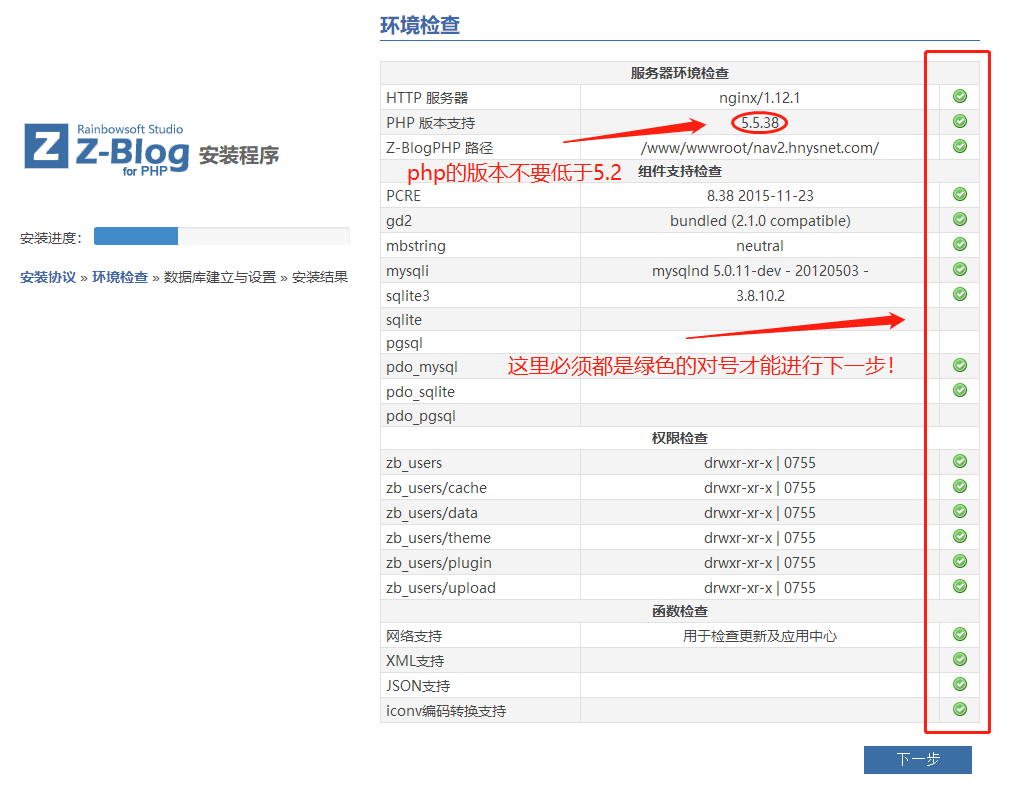 环境检查
Rainbowsoft Studio
Z-Blog 安装程序
for PHP
安装进度：
安装协议 » 环境检查 » 数据库建立与设置 » 安装结果
服务器环境检查
HTTP 服务器 nginx/1.12.1
PHP 版本支持 5.5.38
Z-BlogPHP 路径 /www/wwwroot/nav2.hnysnet.com/
php的版本不要低于5.2
组件支持检查
PCRE 8.38 2015-11-23
gd2 bundled (2.1.0 compatible)
mbstring neutral
mysqli mysqlnd 5.0.11-dev - 20120503 -
sqlite3 3.8.10.2
sqlite
pgsql
pdo_mysql
这里必须都是绿色的对号才能进行下一步！
pdo_sqlite
pdo_pgsql
权限检查
zb_users drwxr-xr-x | 0755
zb_users/cache drwxr-xr-x | 0755
zb_users/data drwxr-xr-x | 0755
zb_users/theme drwxr-xr-x | 0755
zb_users/plugin drwxr-xr-x | 0755
zb_users/upload drwxr-xr-x | 0755
函数检查
网络支持 用于检查更新及应用中心
XML支持
JSON支持
iconv编码转换支持
下一步